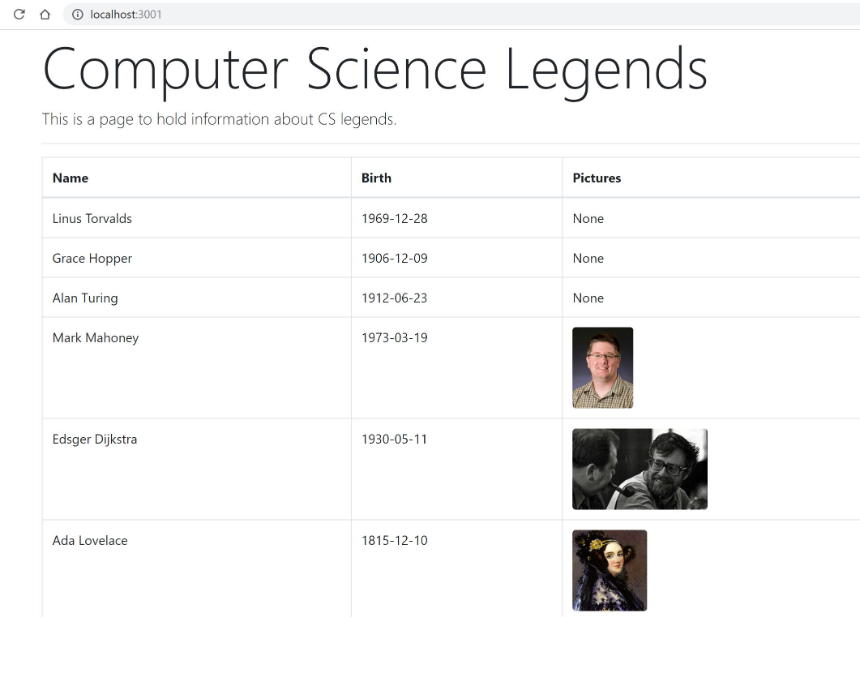 localhost:3001
Computer Science Legends
This is a page to hold information about CS legends.
Name Birth Pictures
Linus Torvalds 1969-12-28 None
Grace Hopper 1906-12-09 None
Alan Turing 1912-06-23 None
Mark Mahoney 1973-03-19
Edsger Dijkstra 1930-05-11
Ada Lovelace 1815-12-10